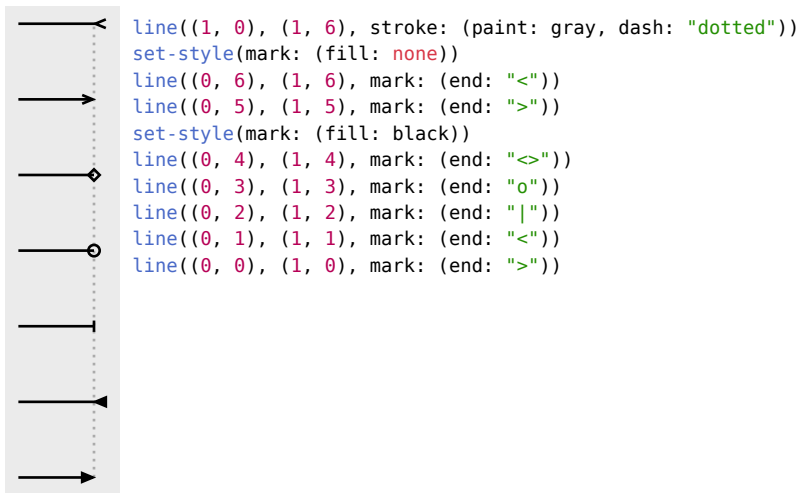 line((1, 0), (1, 6), stroke: (paint: gray, dash: "dotted"))
set-style(mark: (fill: none))
line((0, 6), (1, 6), mark: (end: "<"))
line((0, 5), (1, 5), mark: (end: ">"))
set-style(mark: (fill: black))
line((0, 4), (1, 4), mark: (end: "<>"))
line((0, 3), (1, 3), mark: (end: "o"))
line((0, 2), (1, 2), mark: (end: "|"))
line((0, 1), (1, 1), mark: (end: "<"))
line((0, 0), (1, 0), mark: (end: ">"))